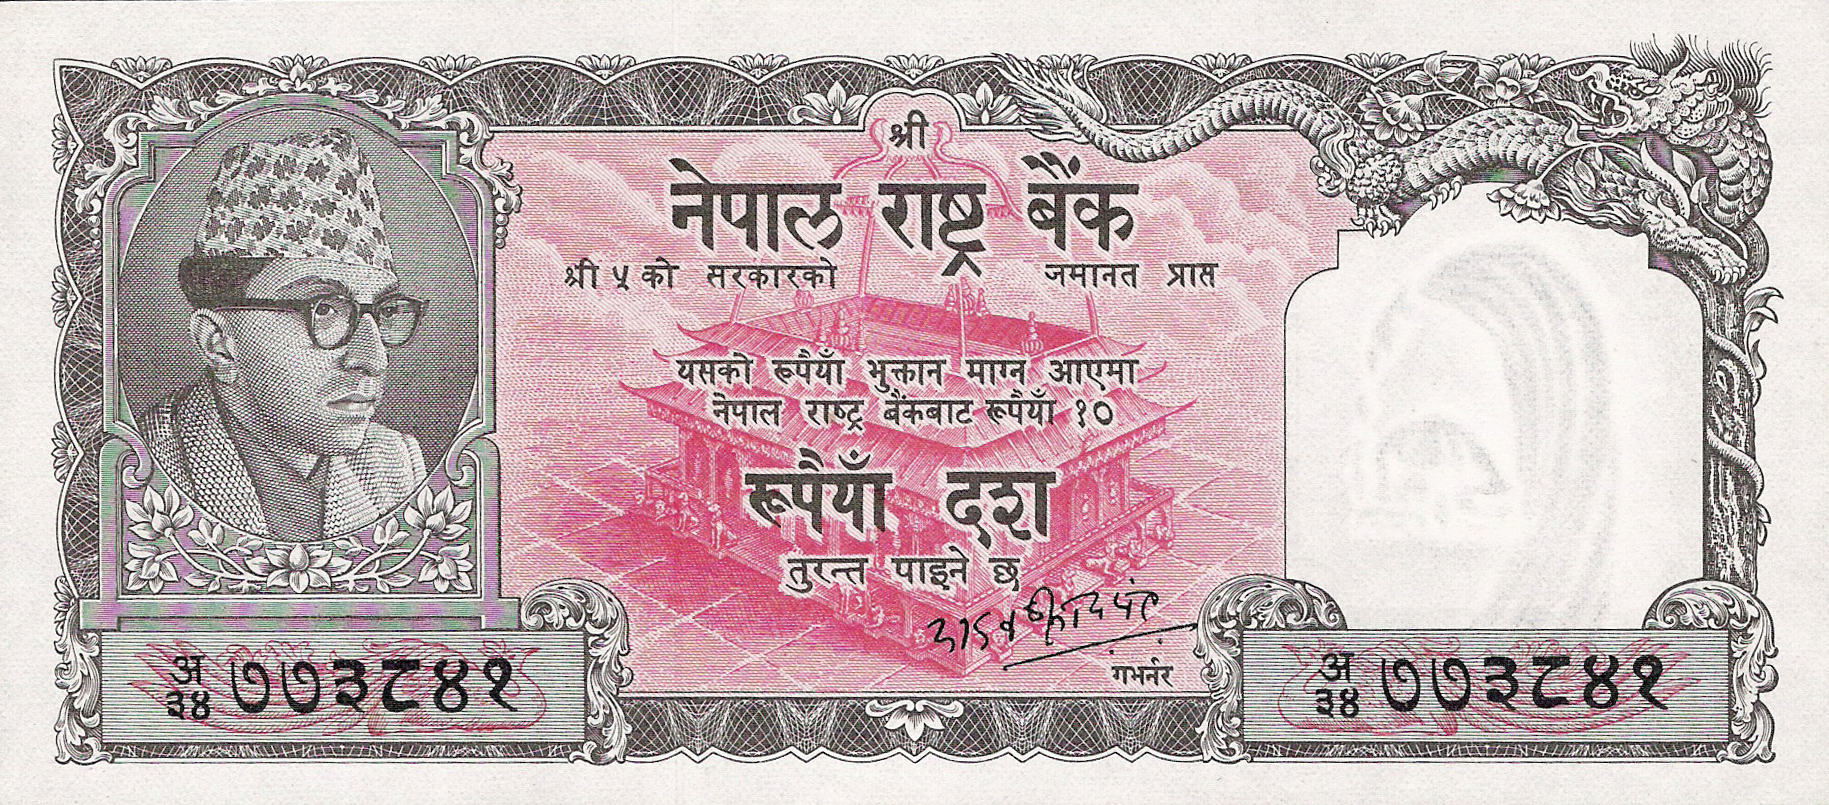 श्री
नेपाल राष्ट्र बैंक
श्री ५ को सरकारको जमानत प्राप्त
यसको रूपैयाँ भुक्तान माग्न आएमा
नेपाल राष्ट्र बैंकबाट रूपैयाँ १०
रूपैयाँ दश
तुरन्त पाइने छ
गभर्नर
अ
३४ ७७३८४१
अ
३४ ७७३८४१